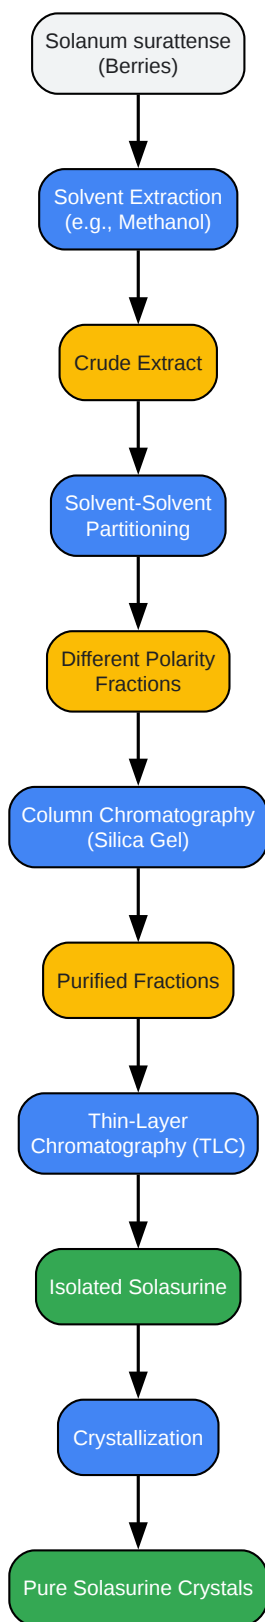 Solanum surattense
(Berries)
Solvent Extraction
(e.g., Methanol)
Crude Extract
Solvent-Solvent
Partitioning
Different Polarity
Fractions
Column Chromatography
(Silica Gel)
Purified Fractions
Thin-Layer
Chromatography (TLC)
Isolated Solasurine
Crystallization
Pure Solasurine Crystals